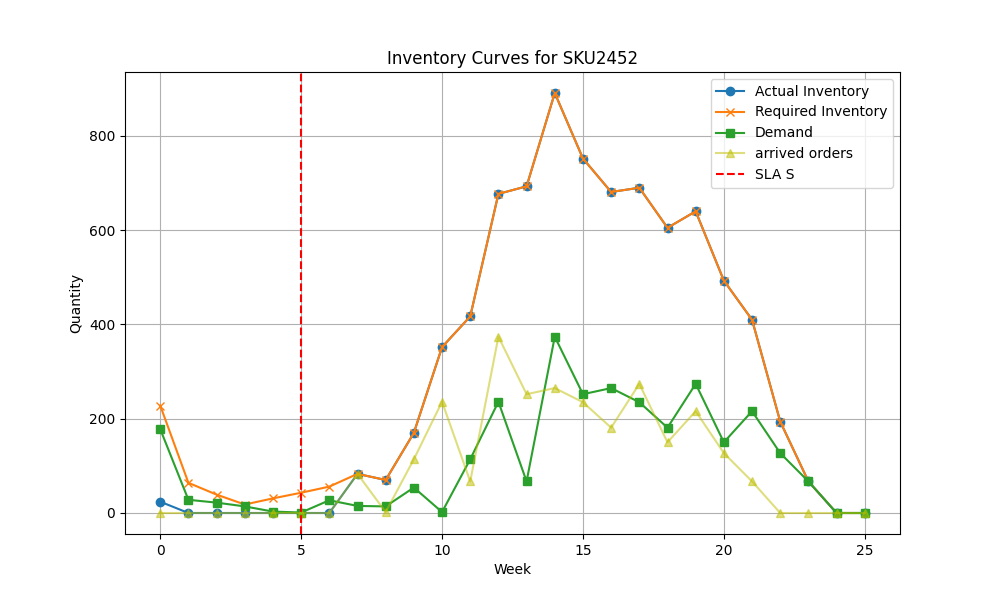 Inventory Curves for SKU2452
Actual Inventory
Required Inventory
Demand
arrived orders
SLA S
Quantity
800
600
400
200
0
0 5 10 15 20 25
Week